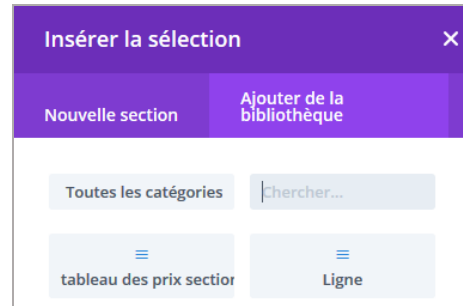 Insérer la sélection
Nouvelle section
Ajouter de la
bibliothèque
Toutes les catégories
Chercher...
tableau des prix section
Ligne